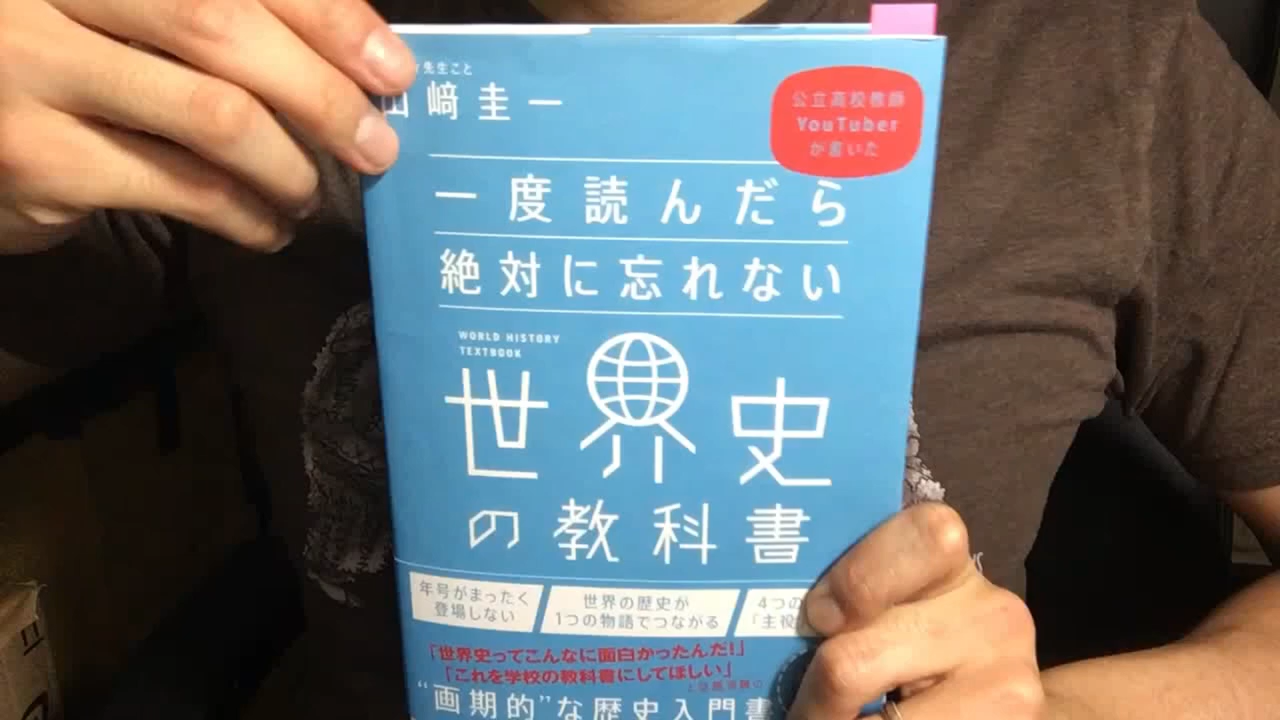 先生こと
山﨑圭一
公立高校教師
YouTuber
が書いた
一度読んだら
絶対に忘れない
WORLD HISTORY
TEXTBOOK
世界史
の教科書
年号がまったく
登場しない
世界の歴史が
1つの物語でつながる
4つの
「主役
「世界史ってこんなに面白かったんだ!」
「これを学校の教科書にしてほしい」
“画期的”な歴史入門書